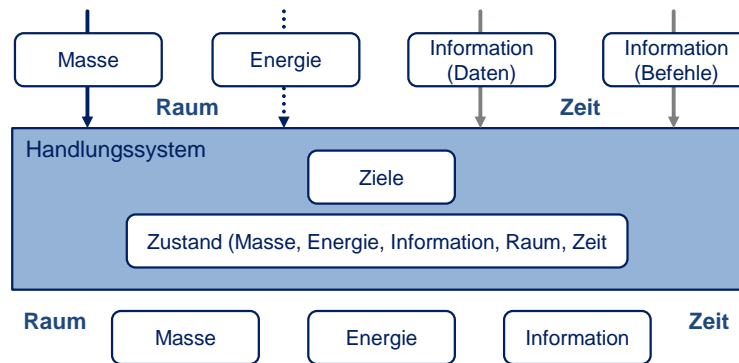 Masse
Energie
Information
(Daten)
Information
(Befehle)
Raum
Zeit
Handlungssystem
Ziele
Zustand (Masse, Energie, Information, Raum, Zeit
Raum
Masse
Energie
Information
Zeit